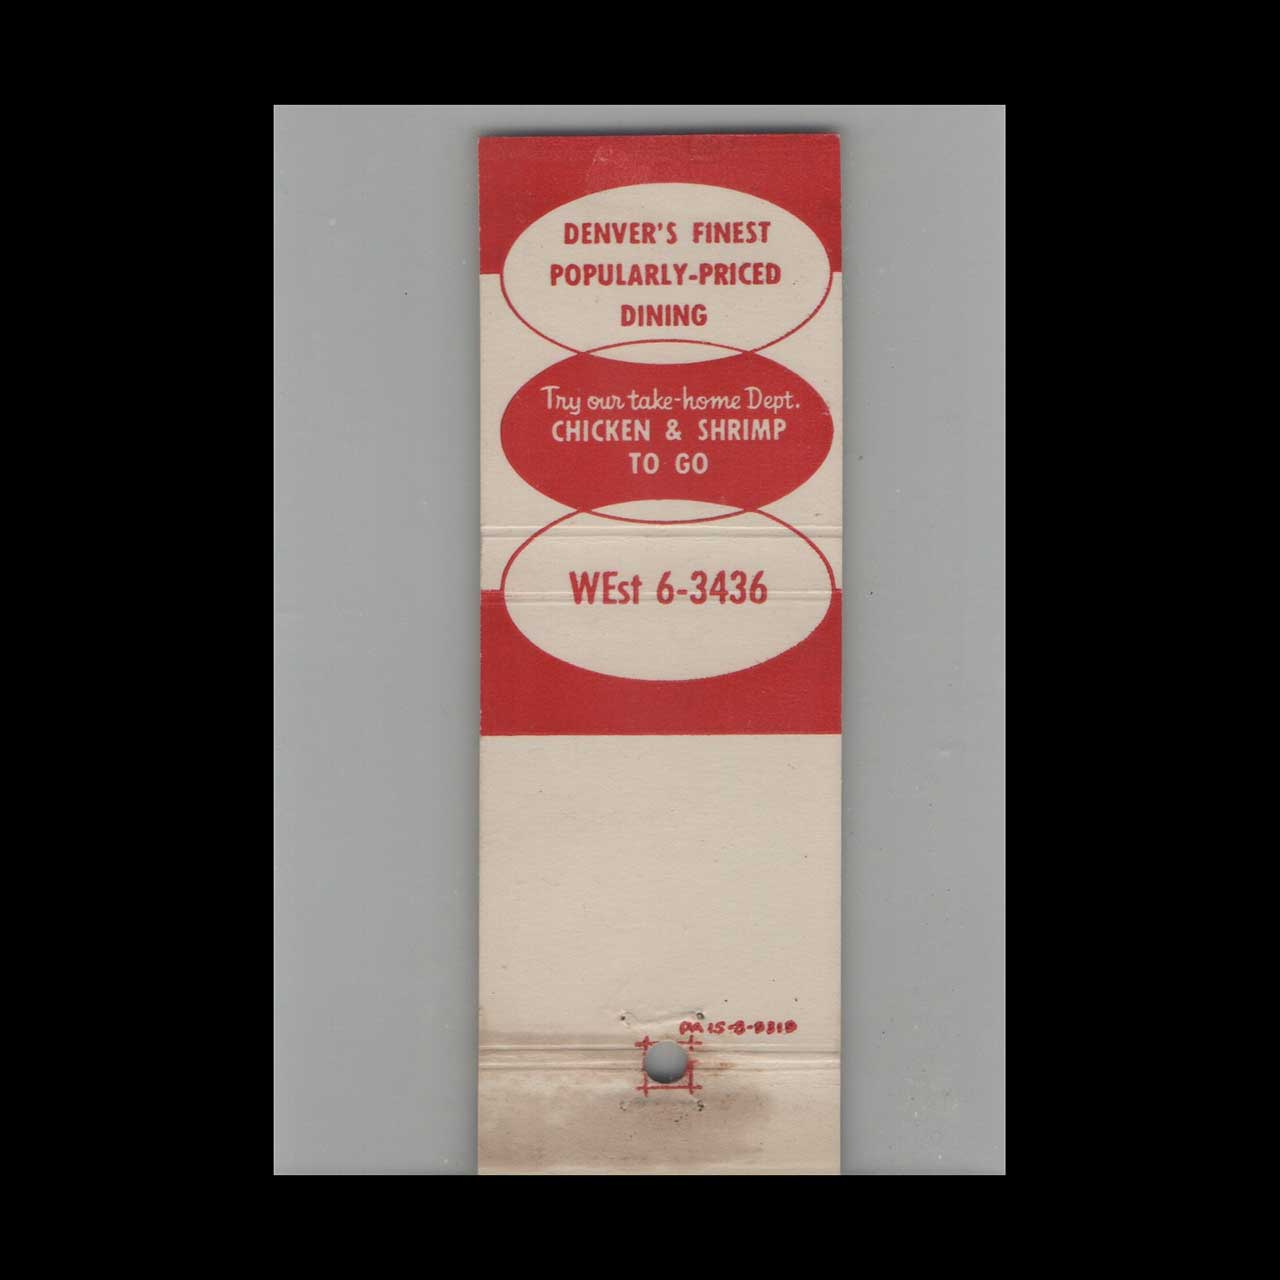 DENVER'S FINEST
POPULARLY-PRICED
DINING
Try our take-home Dept.
CHICKEN & SHRIMP
TO GO
WEst 6-3436